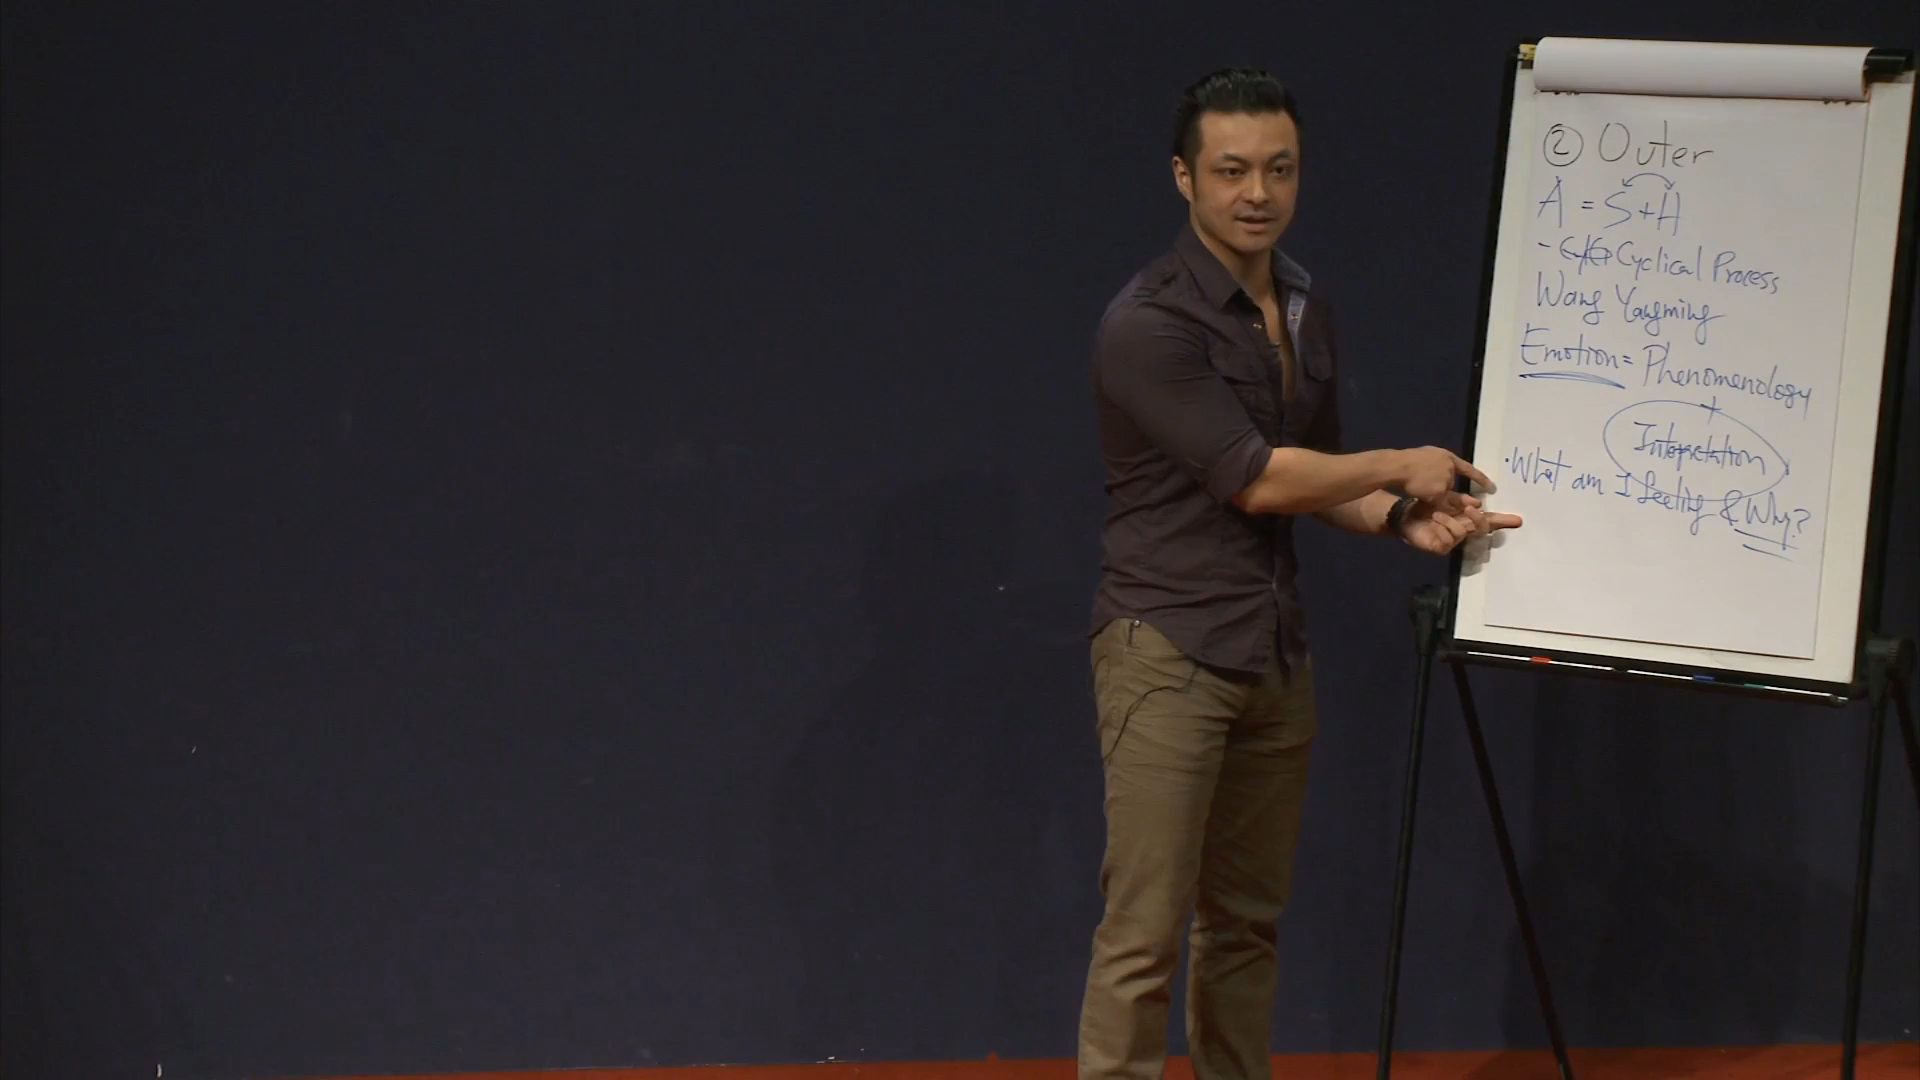 ② Outer
A = S + H
- Cyclical Process
Wang Yangming
Emotion = Phenomenology
+
Interpretation
· What am I feeling & Why?